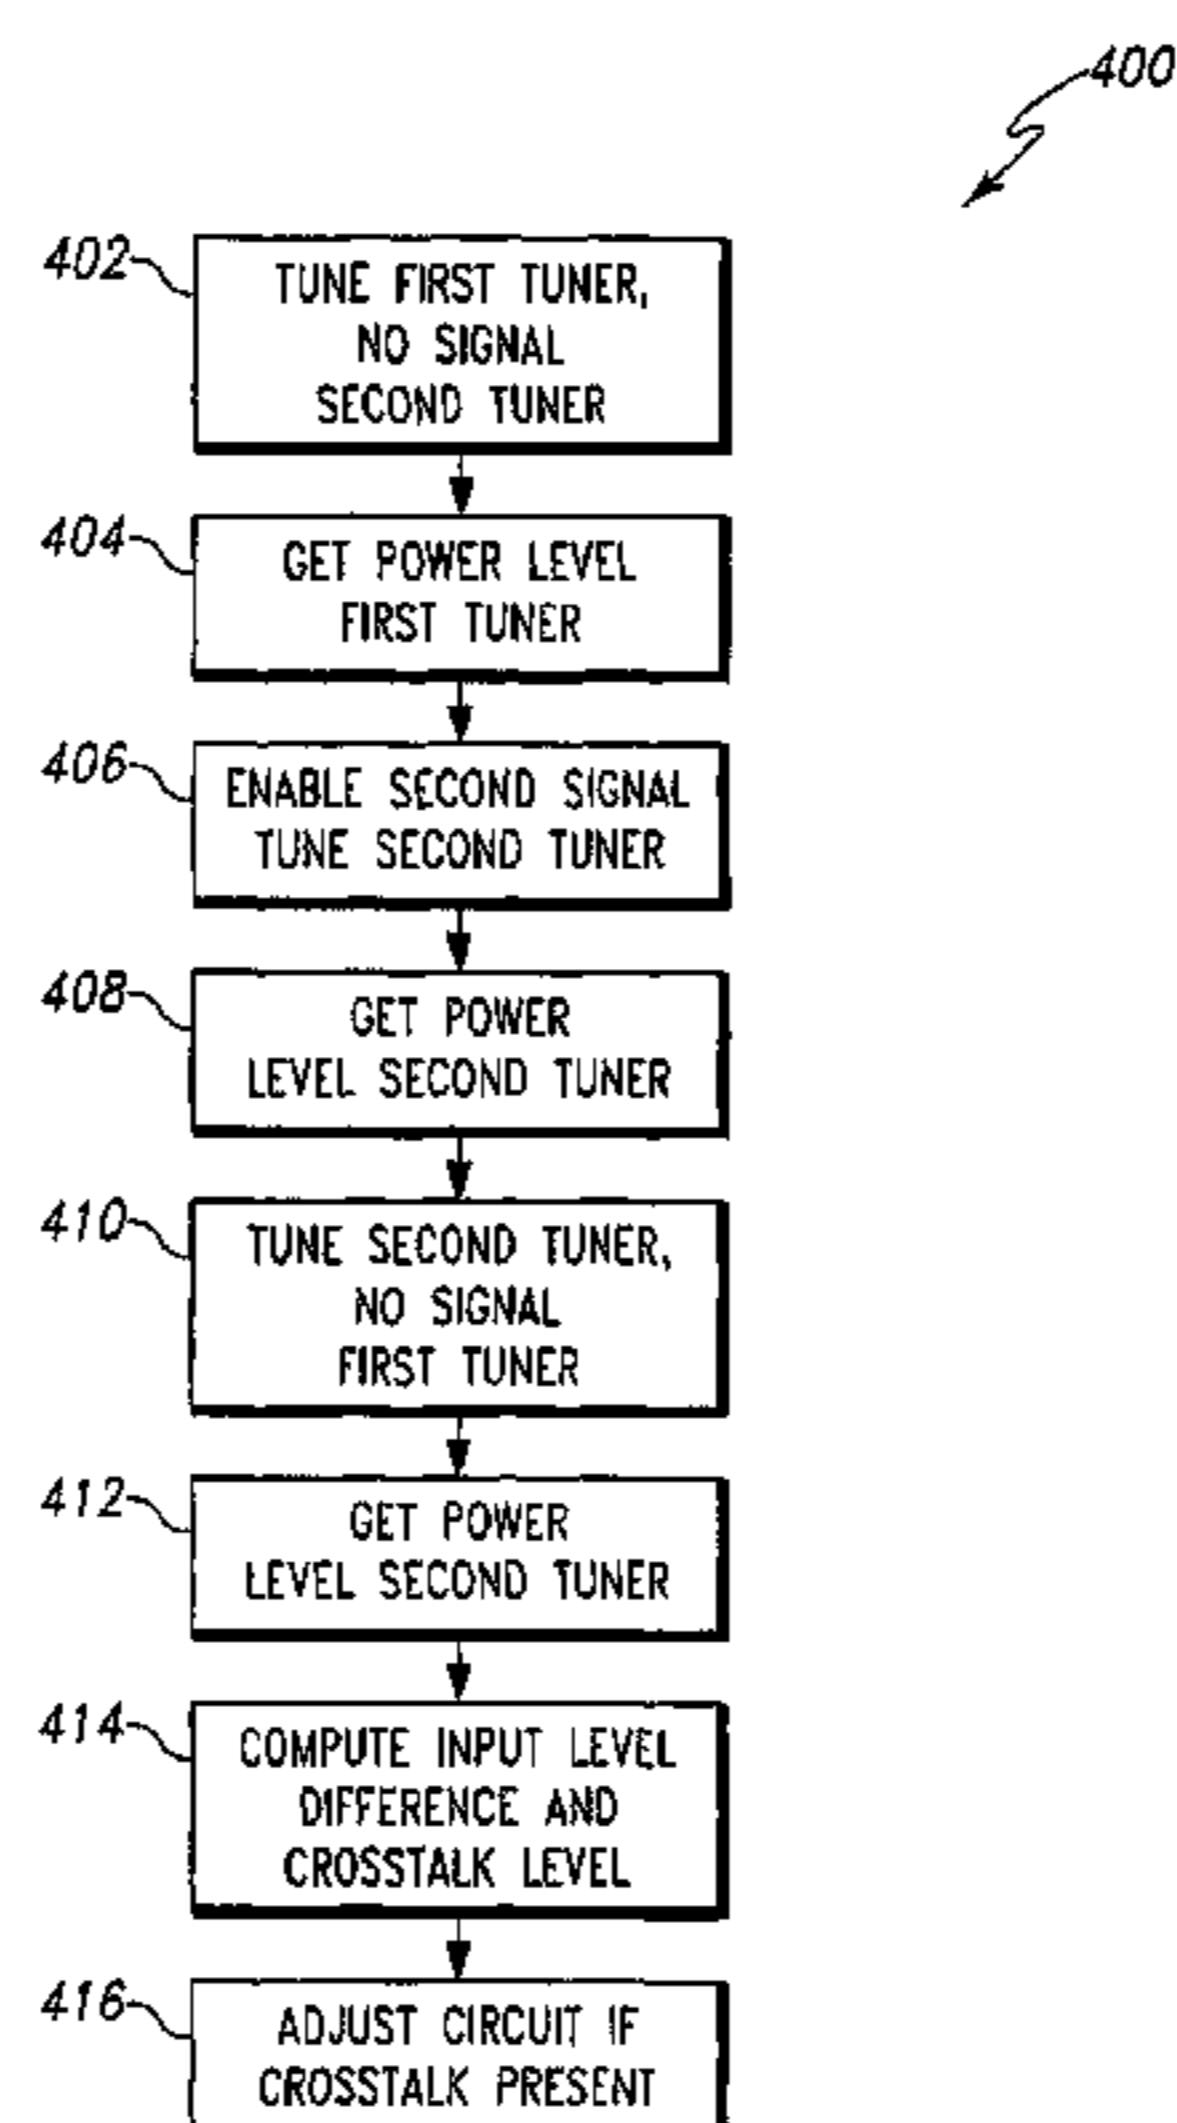 400
402
TUNE FIRST TUNER,
NO SIGNAL
SECOND TUNER
404
GET POWER LEVEL
FIRST TUNER
406
ENABLE SECOND SIGNAL
TUNE SECOND TUNER
408
GET POWER
LEVEL SECOND TUNER
410
TUNE SECOND TUNER,
NO SIGNAL
FIRST TUNER
412
GET POWER
LEVEL SECOND TUNER
414
COMPUTE INPUT LEVEL
DIFFERENCE AND
CROSSTALK LEVEL
416
ADJUST CIRCUIT IF
CROSSTALK PRESENT